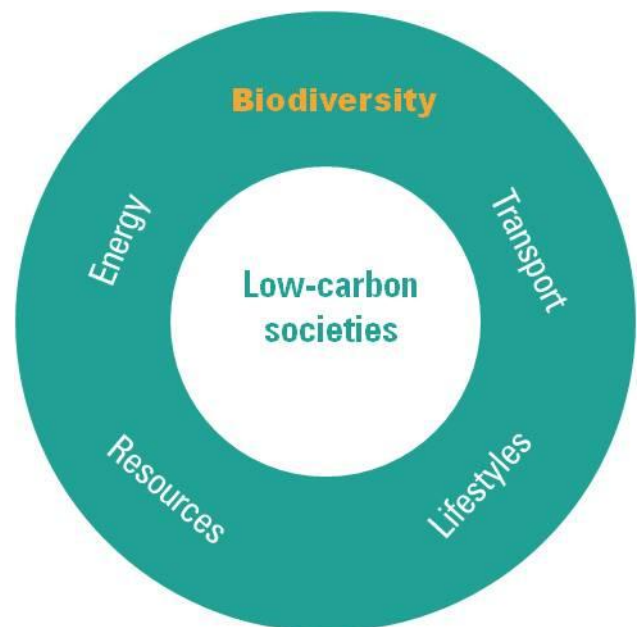 Biodiversity
Energy
Transport
Low-carbon
societies
Resources
Lifestyles